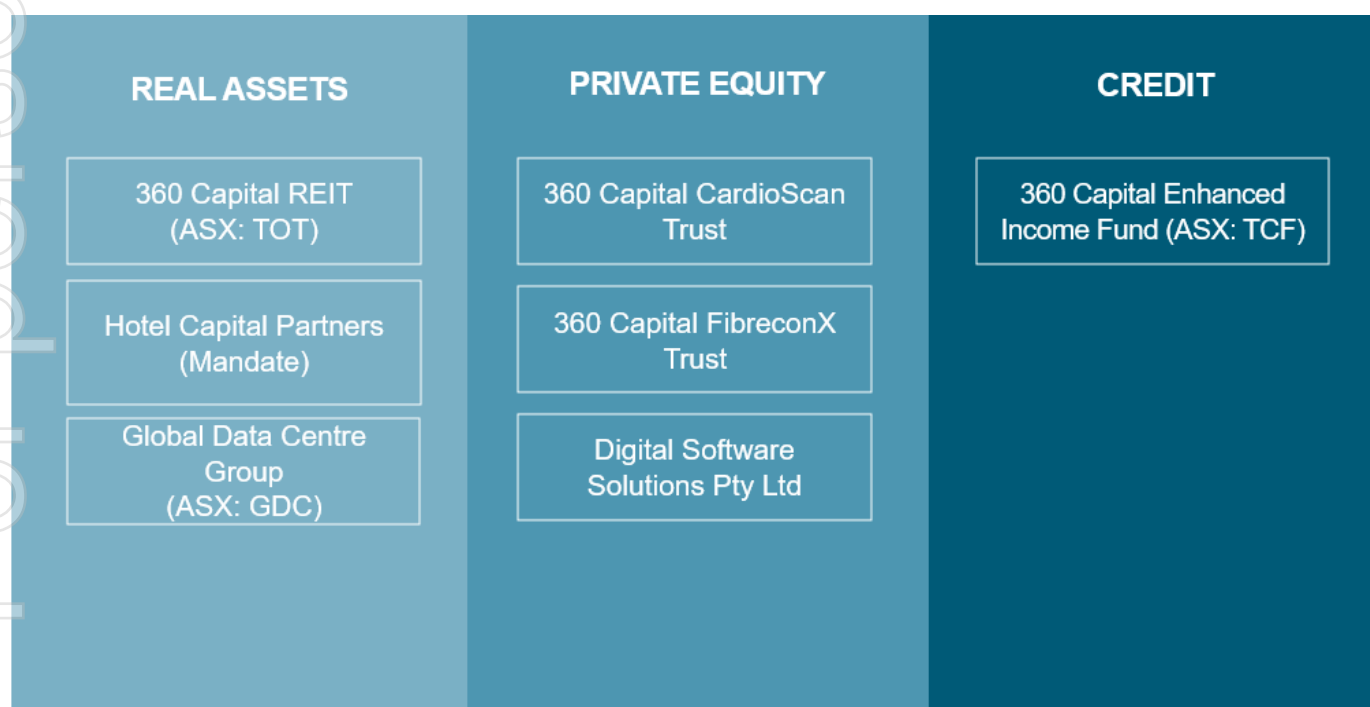 REAL ASSETS
360 Capital REIT
(ASX: TOT)
Hotel Capital Partners
(Mandate)
Global Data Centre
Group
(ASX: GDC)
PRIVATE EQUITY
360 Capital CardioScan
Trust
360 Capital FibreconX
Trust
Digital Software
Solutions Pty Ltd
CREDIT
360 Capital Enhanced
Income Fund (ASX: TCF)